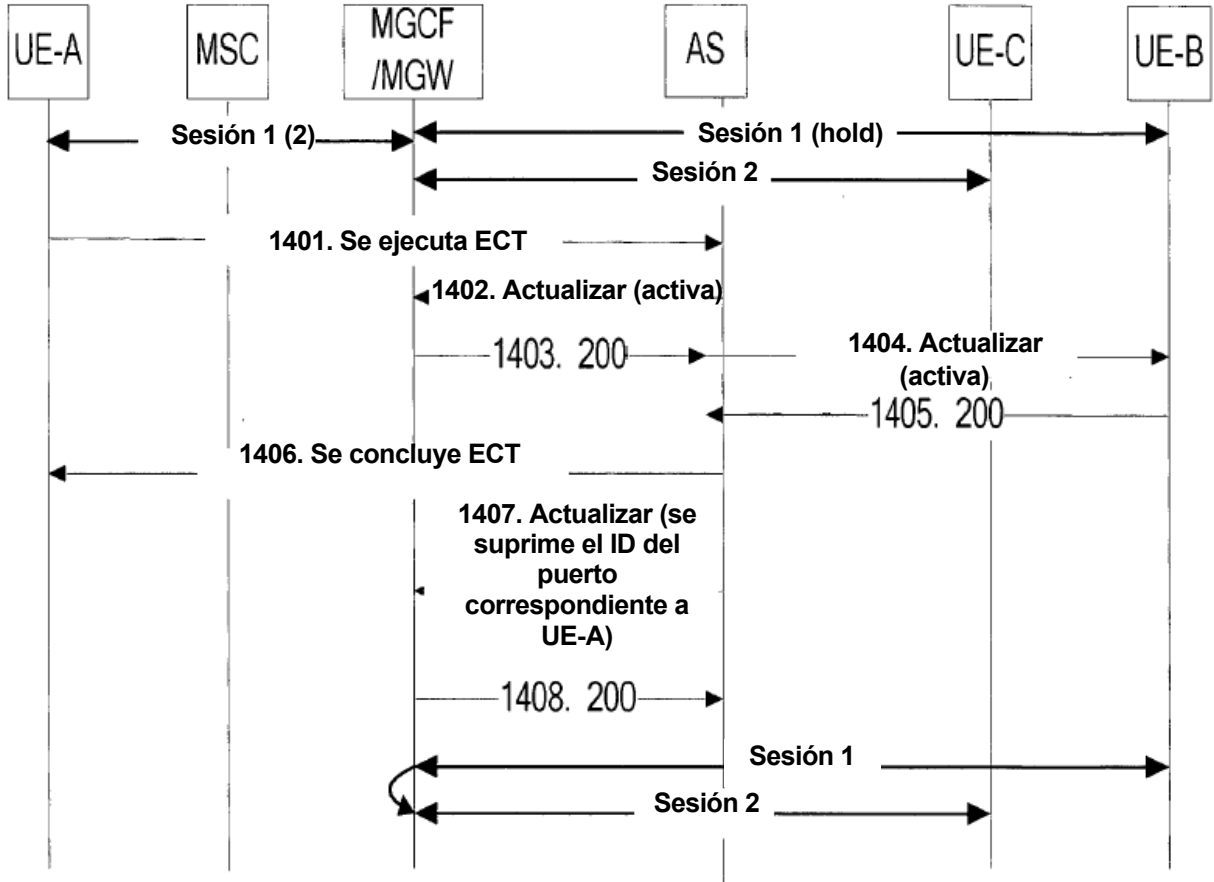 UE-A
MSC
MGCF
/MGW
AS
UE-C
UE-B
Sesión 1 (2)
Sesión 1 (hold)
Sesión 2
1401. Se ejecuta ECT
1402. Actualizar (activa)
1403. 200
1404. Actualizar
(activa)
1405. 200
1406. Se concluye ECT
1407. Actualizar (se
suprime el ID del
puerto
correspondiente a
UE-A)
1408. 200
Sesión 1
Sesión 2